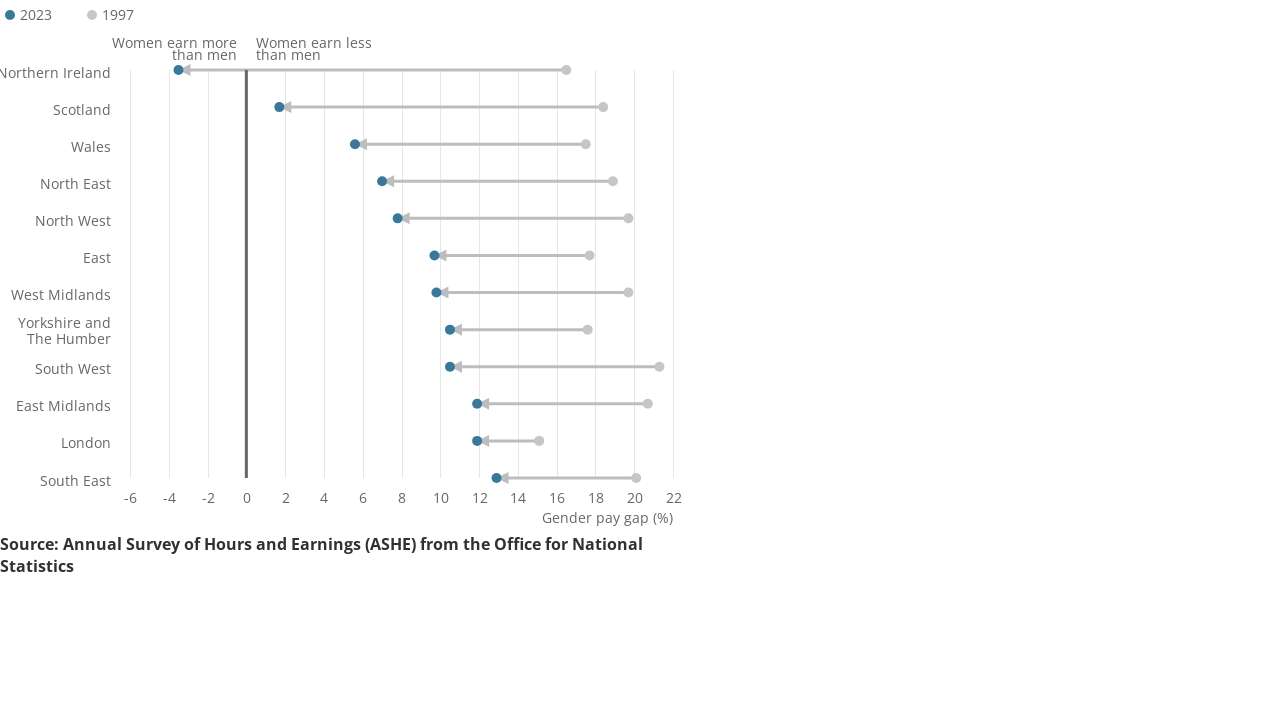 2023
1997
Women earn more
than men
Women earn less
than men
Northern Ireland
Scotland
Wales
North East
North West
East
West Midlands
Yorkshire and
The Humber
South West
East Midlands
London
South East
-6 -4 -2 0 2 4 6 8 10 12 14 16 18 20 22
Gender pay gap (%)
Source: Annual Survey of Hours and Earnings (ASHE) from the Office for National
Statistics